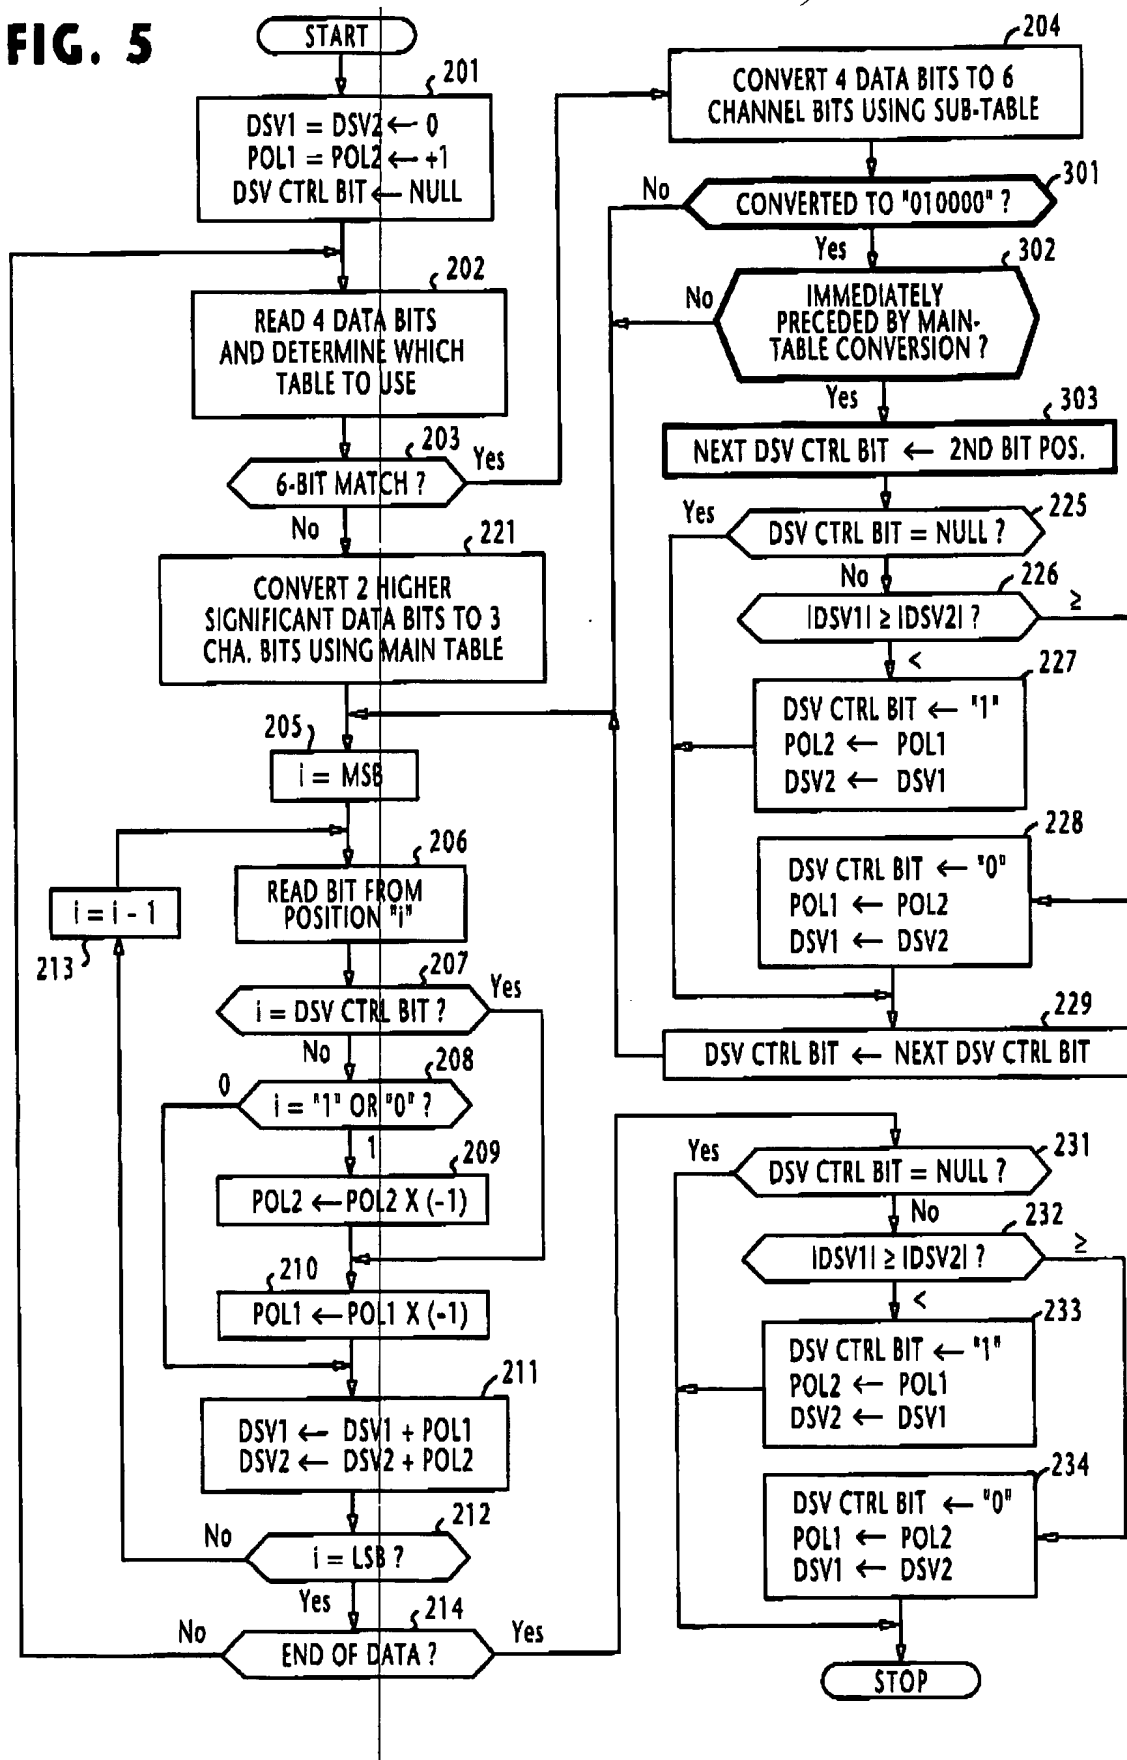 FIG. 5
START
201
DSV1 = DSV2 ← 0
POL1 = POL2 ← +1
DSV CTRL BIT ← NULL
202
READ 4 DATA BITS
AND DETERMINE WHICH
TABLE TO USE
203
6-BIT MATCH ?
Yes
No
221
CONVERT 2 HIGHER
SIGNIFICANT DATA BITS TO 3
CHA. BITS USING MAIN TABLE
205
i = MSB
206
READ BIT FROM
POSITION "i"
i = i - 1
213
207
i = DSV CTRL BIT ?
Yes
No
208
0
i = "1" OR "0" ?
1
209
POL2 ← POL2 X (-1)
210
POL1 ← POL1 X (-1)
211
DSV1 ← DSV1 + POL1
DSV2 ← DSV2 + POL2
212
No
i = LSB ?
Yes
214
No
END OF DATA ?
Yes
204
CONVERT 4 DATA BITS TO 6
CHANNEL BITS USING SUB-TABLE
301
No
CONVERTED TO "010000" ?
Yes
302
No
IMMEDIATELY
PRECEDED BY MAIN-
TABLE CONVERSION ?
Yes
303
NEXT DSV CTRL BIT ← 2ND BIT POS.
225
Yes
DSV CTRL BIT = NULL ?
No
226
|DSV1| ≥ |DSV2| ?
≥
<
227
DSV CTRL BIT ← "1"
POL2 ← POL1
DSV2 ← DSV1
228
DSV CTRL BIT ← "0"
POL1 ← POL2
DSV1 ← DSV2
229
DSV CTRL BIT ← NEXT DSV CTRL BIT
231
Yes
DSV CTRL BIT = NULL ?
No
232
|DSV1| ≥ |DSV2| ?
≥
<
233
DSV CTRL BIT ← "1"
POL2 ← POL1
DSV2 ← DSV1
234
DSV CTRL BIT ← "0"
POL1 ← POL2
DSV1 ← DSV2
STOP